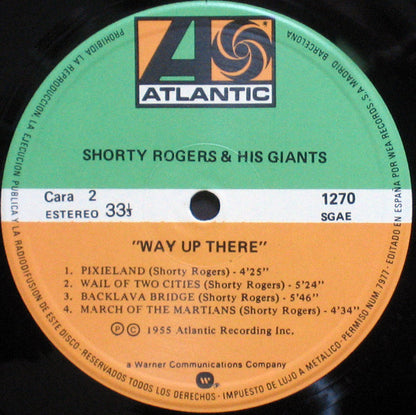 ATLANTIC
SHORTY ROGERS & HIS GIANTS
Cara 2
ESTEREO 33⅓
1270
SGAE
"WAY UP THERE"
1. PIXIELAND (Shorty Rogers) - 4'25"
2. WAIL OF TWO CITIES (Shorty Rogers) - 5'24"
3. BACKLAVA BRIDGE (Shorty Rogers) - 5'46"
4. MARCH OF THE MARTIANS (Shorty Rogers) - 4'34"
Ⓟ Ⓒ 1955 Atlantic Recording Inc.
a Warner Communications Company
PROHIBIDA LA REPRODUCCION, LA EJECUCION PUBLICA Y LA RADIODIFUSION DE ESTE DISCO - RESERVADOS TODOS LOS DERECHOS - IMPUESTO DE LUJO A METALICO - PERMISO NUM. 7977 - EDITADO EN ESPAÑA POR WEA RECORDS, S.A. MADRID BARCELONA